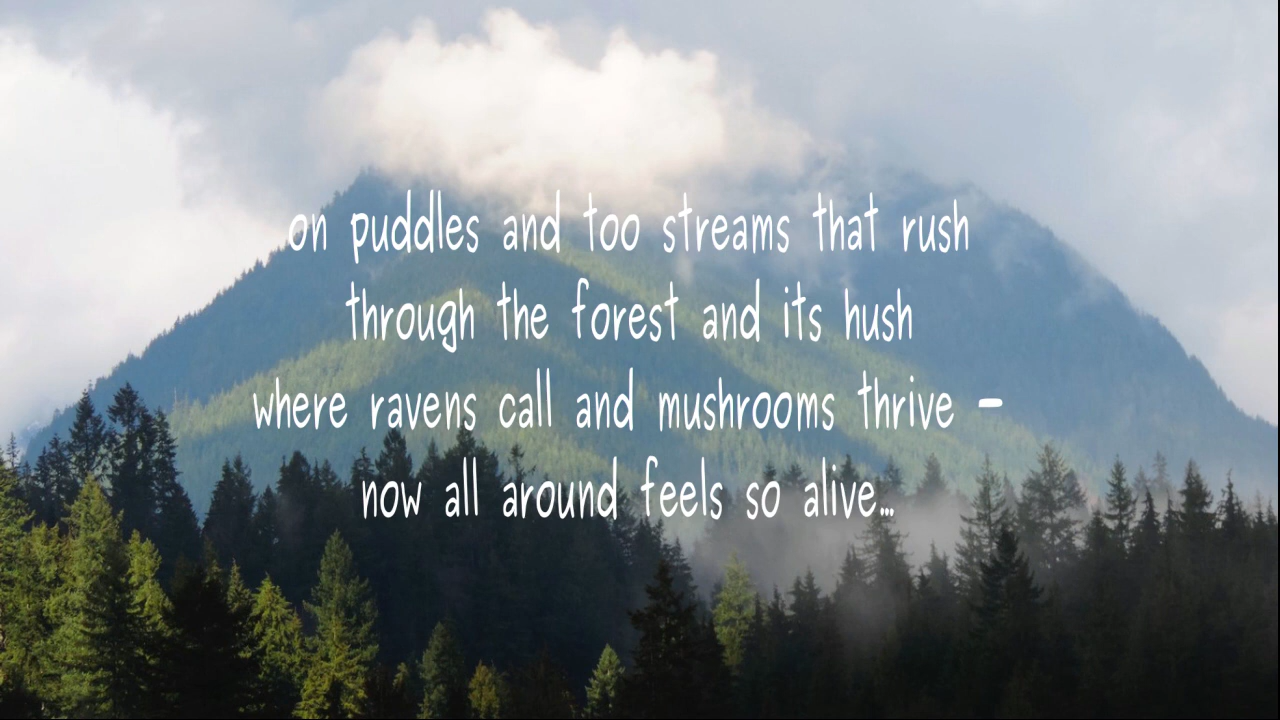 on puddles and too streams that rush
through the forest and its hush
where ravens call and mushrooms thrive -
now all around feels so alive...